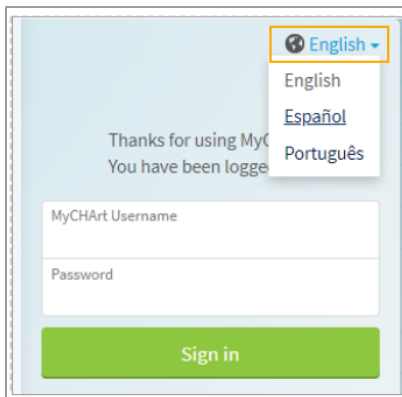 English
English
Español
Português
Thanks for using MyC
You have been logge
MyCHArt Username
Password
Sign in